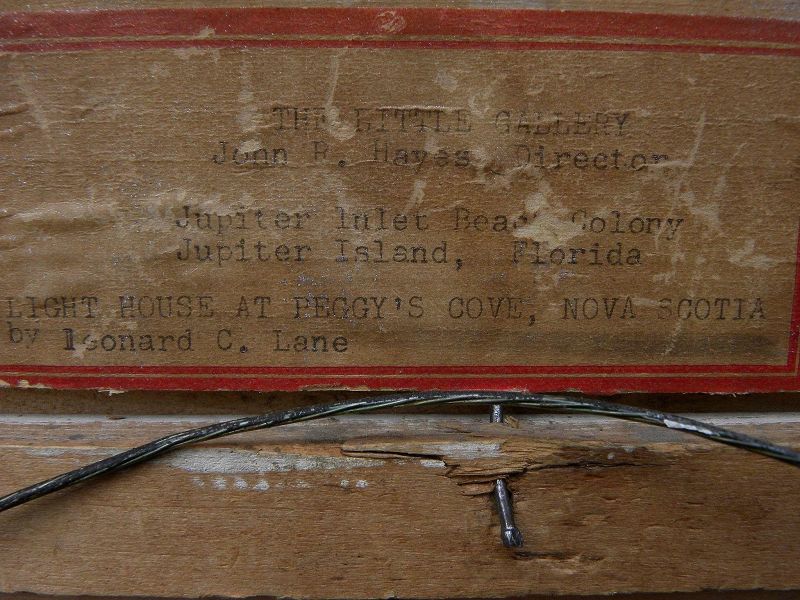 THE LITTLE GALLERY
John R. Hayes, Director
Jupiter Inlet Beach Colony
Jupiter Island, Florida
LIGHT HOUSE AT PEGGY'S COVE, NOVA SCOTIA
by leonard C. Lane